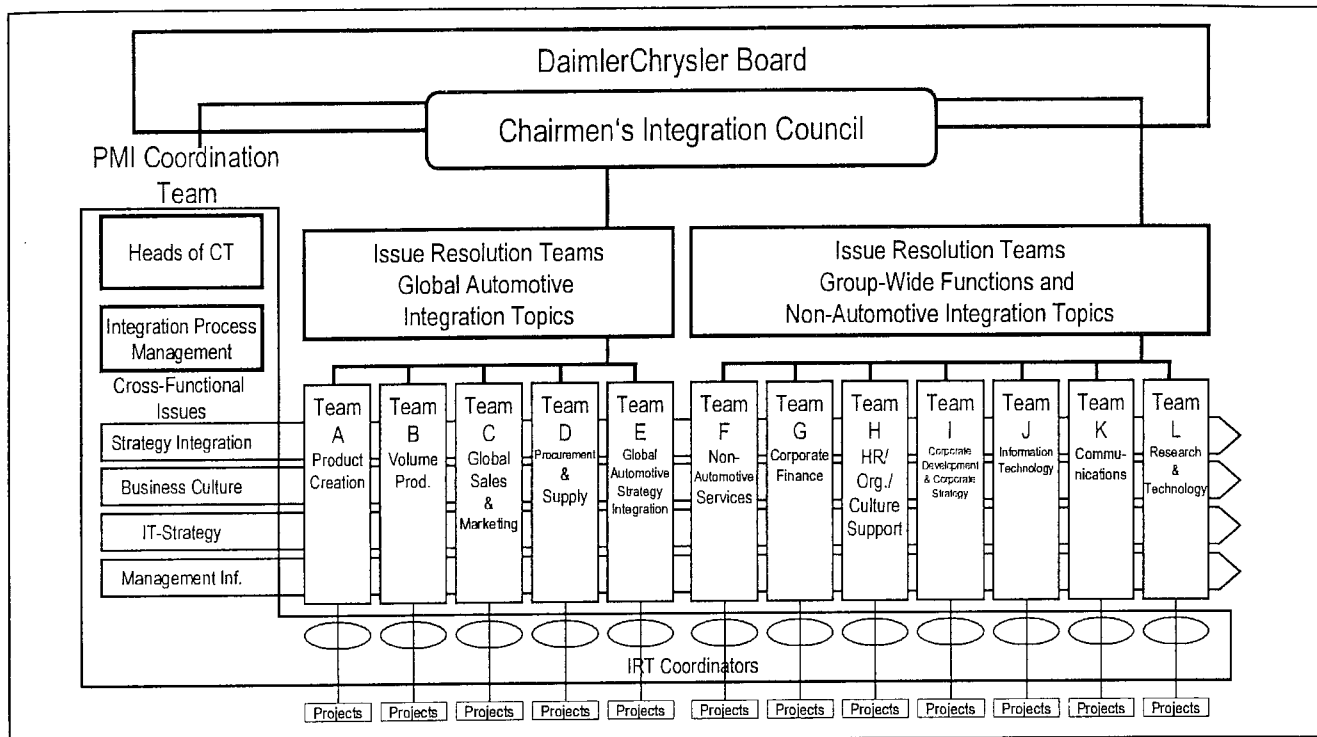 DaimlerChrysler Board
Chairmen's Integration Council
PMI Coordination
Team
Heads of CT
Integration Process
Management
Cross-Functional
Issues
Strategy Integration
Business Culture
IT-Strategy
Management Inf.
Issue Resolution Teams
Global Automotive
Integration Topics
Issue Resolution Teams
Group-Wide Functions and
Non-Automotive Integration Topics
Team
A
Product
Creation
Team
B
Volume
Prod.
Team
C
Global
Sales
&
Marketing
Team
D
Procurement
&
Supply
Team
E
Global
Automotive
Strategy
Integration
Team
F
Non-
Automotive
Services
Team
G
Corporate
Finance
Team
H
HR/
Org./
Culture
Support
Team
I
Corporate
Development
& Corporate
Strategy
Team
J
Information
Technology
Team
K
Commu-
nications
Team
L
Research
&
Technology
IRT Coordinators
Projects
Projects
Projects
Projects
Projects
Projects
Projects
Projects
Projects
Projects
Projects
Projects